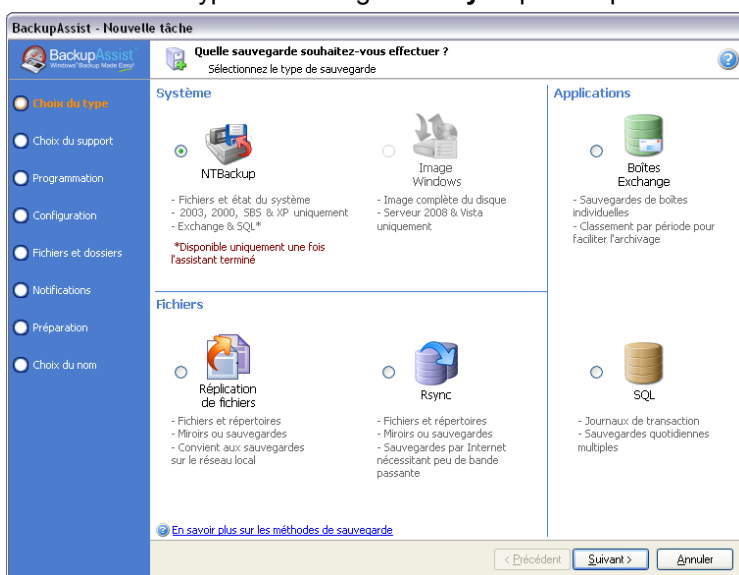 BackupAssist - Nouvelle tâche
BackupAssist™
Windows® Backup Made Easy!
Quelle sauvegarde souhaitez-vous effectuer ?
Sélectionnez le type de sauvegarde
Choix du type
Choix du support
Programmation
Configuration
Fichiers et dossiers
Notifications
Préparation
Choix du nom
Système
NTBackup
- Fichiers et état du système
- 2003, 2000, SBS & XP uniquement
- Exchange & SQL*
*Disponible uniquement une fois
l'assistant terminé
Image
Windows
- Image complète du disque
- Serveur 2008 & Vista
uniquement
Applications
Boîtes
Exchange
- Sauvegardes de boîtes
individuelles
- Classement par période pour
faciliter l'archivage
Fichiers
Réplication
de fichiers
- Fichiers et répertoires
- Miroirs ou sauvegardes
- Convient aux sauvegardes
sur le réseau local
Rsync
- Fichiers et répertoires
- Miroirs ou sauvegardes
- Sauvegardes par Internet
nécessitant peu de bande
passante
SQL
- Journaux de transaction
- Sauvegardes quotidiennes
multiples
En savoir plus sur les méthodes de sauvegarde
< Précédent
Suivant >
Annuler